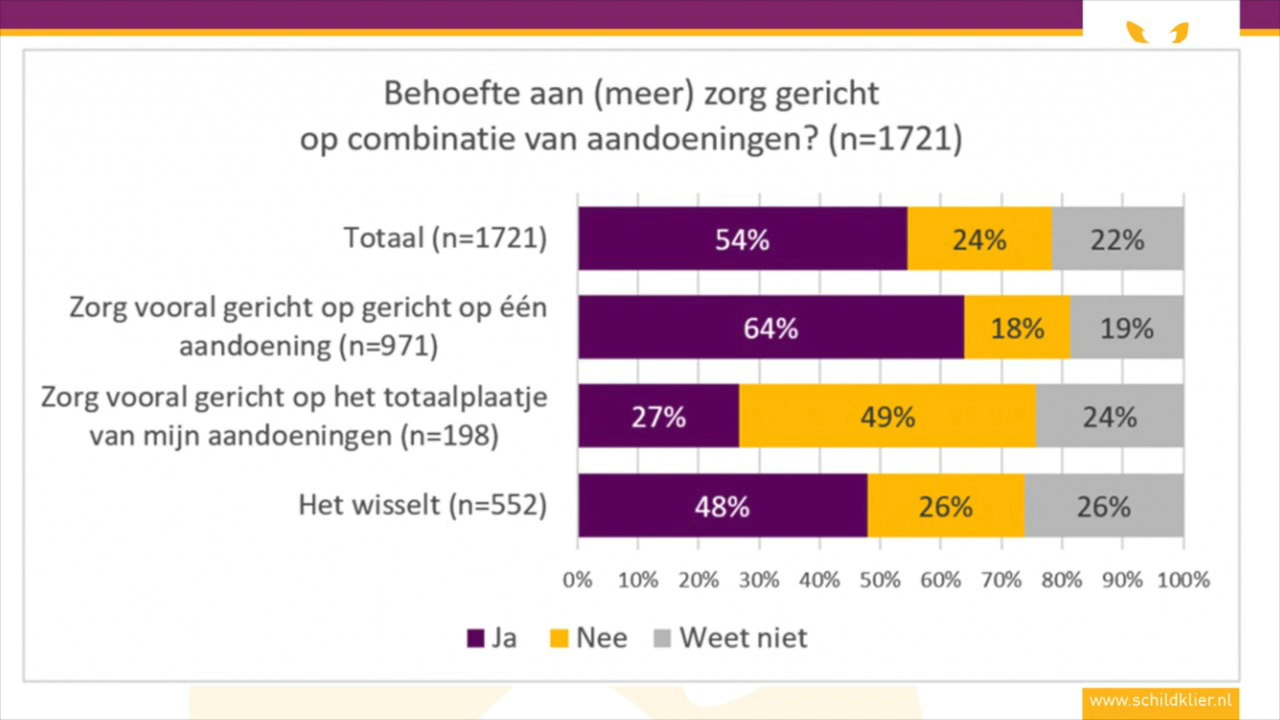 Behoefte aan (meer) zorg gericht
op combinatie van aandoeningen? (n=1721)
Totaal (n=1721)
54%
24%
22%
Zorg vooral gericht op gericht op één
aandoening (n=971)
64%
18%
19%
Zorg vooral gericht op het totaalplaatje
van mijn aandoeningen (n=198)
27%
49%
24%
Het wisselt (n=552)
48%
26%
26%
0% 10% 20% 30% 40% 50% 60% 70% 80% 90% 100%
Ja Nee Weet niet
www.schildklier.nl